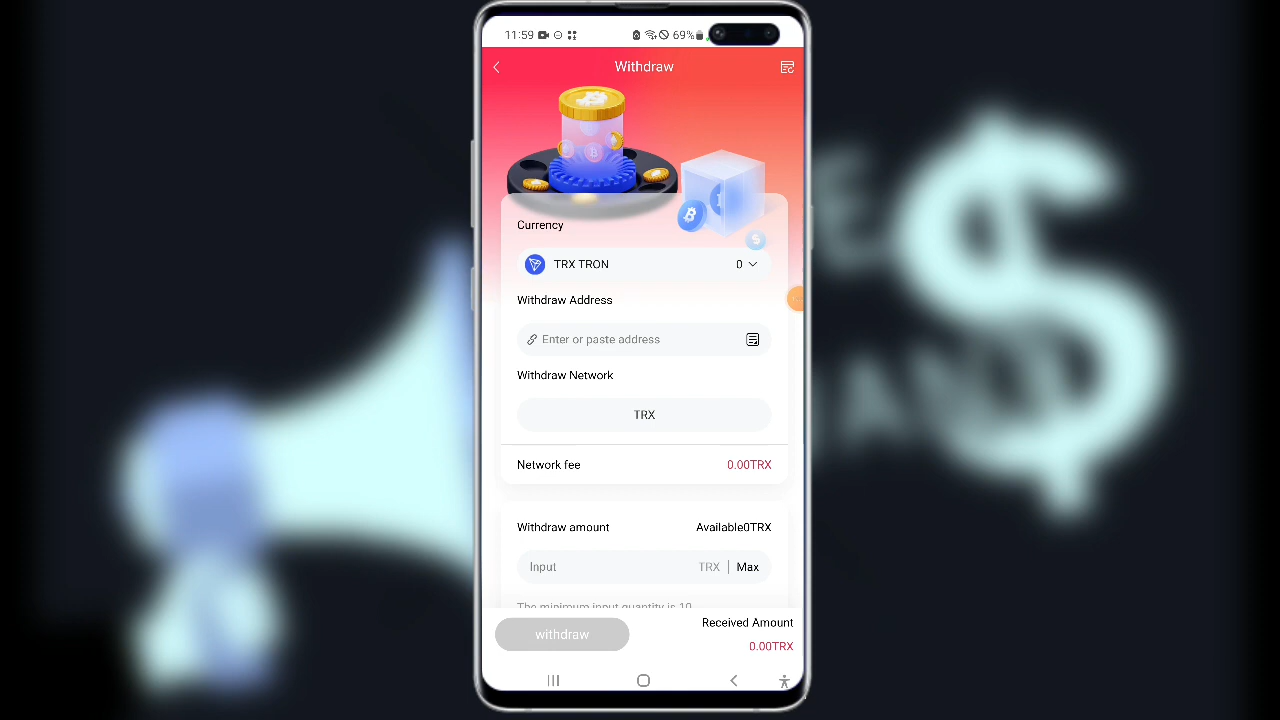 11:59
69%
Withdraw
Currency
TRX TRON
0
Withdraw Address
Enter or paste address
Withdraw Network
TRX
Network fee
0.00TRX
Withdraw amount
Available0TRX
Input
TRX | Max
The minimum input quantity is 10
withdraw
Received Amount
0.00TRX